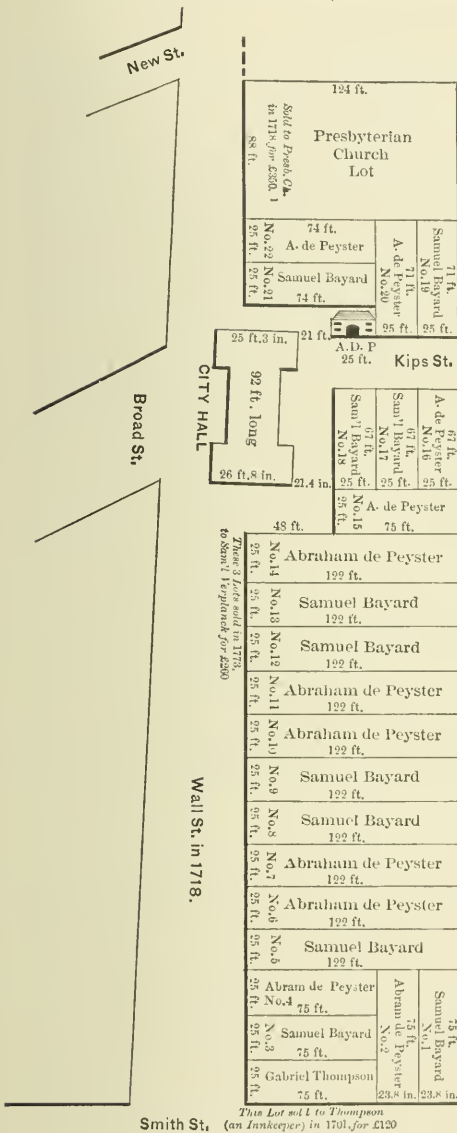 New St.
124 ft.
Presbyterian
Church
Lot
Sold to Presb. Ch.
in 1718 for £350.
88 ft.
25 ft.
No.22
74 ft.
A. de Peyster
25 ft.
No.21
Samuel Bayard
74 ft.
71 ft.
A. de Peyster
No.20
25 ft.
71 ft.
Samuel Bayard
No.19
25 ft.
21 ft.
A.D. P
25 ft.
Kips St.
25 ft.3 in.
92 ft. long
CITY HALL
26 ft.8 in.
21.4 in.
Broad St.
67 ft.
Sam'l Bayard
No.18
25 ft.
67 ft.
Sam'l Bayard
No.17
25 ft.
67 ft.
A. de Peyster
No.16
25 ft.
25 ft.
No.15
A. de Peyster
75 ft.
48 ft.
These 3 Lots sold in 1773,
to Sam'l Verplanck for £260
25 ft.
No.14
Abraham de Peyster
122 ft.
25 ft.
No.13
Samuel Bayard
122 ft.
25 ft.
No.12
Samuel Bayard
122 ft.
25 ft.
No.11
Abraham de Peyster
122 ft.
25 ft.
No.10
Abraham de Peyster
122 ft.
25 ft.
No.9
Samuel Bayard
122 ft.
25 ft.
No.8
Samuel Bayard
122 ft.
25 ft.
No.7
Abraham de Peyster
122 ft.
25 ft.
No.6
Abraham de Peyster
122 ft.
25 ft.
No.5
Samuel Bayard
122 ft.
Wall St. in 1718.
25 ft.
Abram de Peyster
No.4
75 ft.
25 ft.
No.3
Samuel Bayard
75 ft.
25 ft.
Gabriel Thompson
75 ft.
Abram de Peyster
No.2
23.8 in.
75 ft.
Samuel Bayard
No.1
23.8 in.
Smith St.
This Lot sold to Thompson
(an Innkeeper) in 1701, for £120